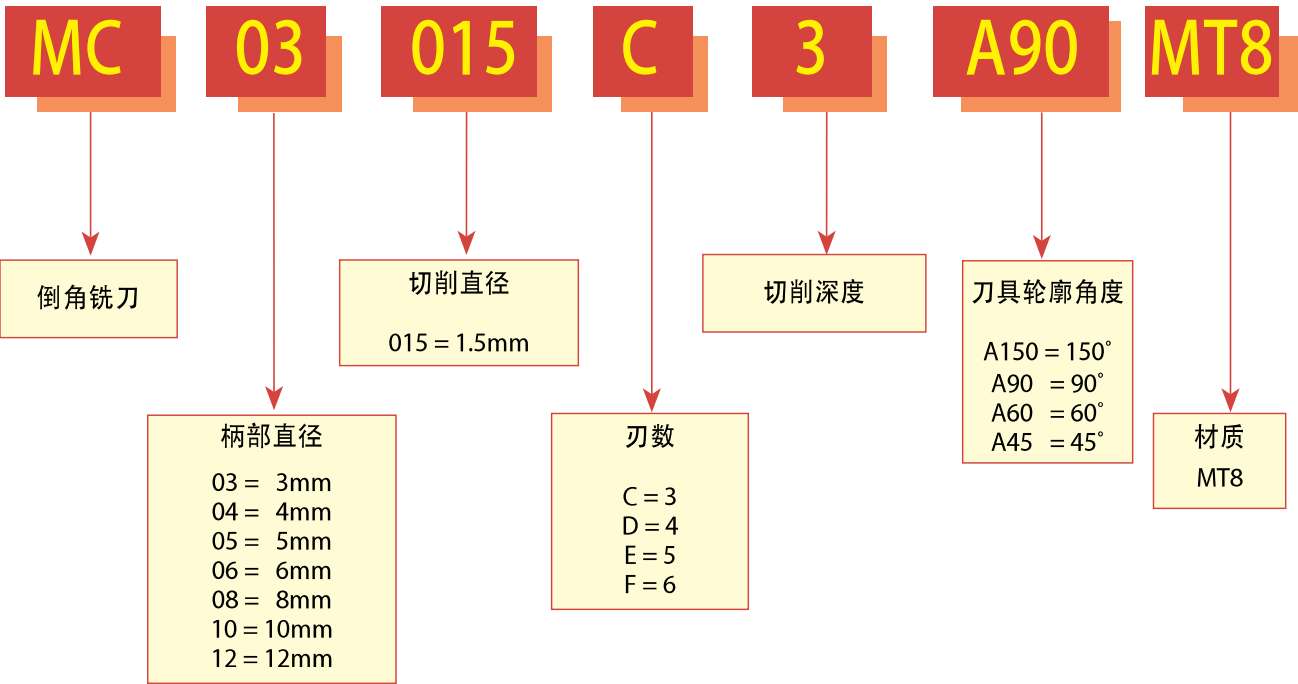 MC 03 015 C 3 A90 MT8
倒角铣刀
柄部直径
03 = 3mm
04 = 4mm
05 = 5mm
06 = 6mm
08 = 8mm
10 = 10mm
12 = 12mm
切削直径
015 = 1.5mm
刃数
C = 3
D = 4
E = 5
F = 6
切削深度
刀具轮廓角度
A150 = 150°
A90 = 90°
A60 = 60°
A45 = 45°
材质
MT8